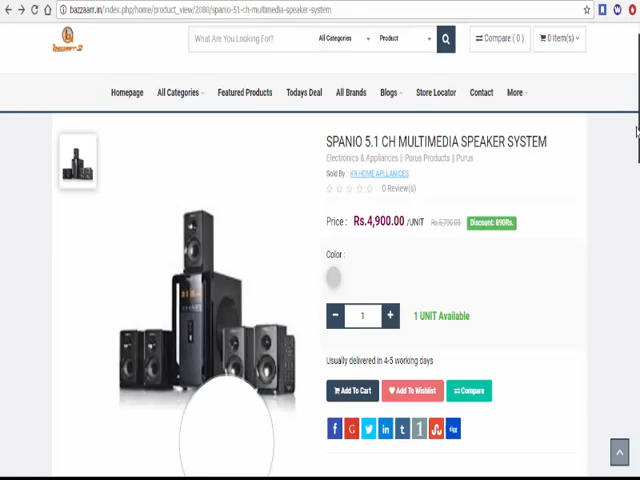 bazzaarr.in/index.php/home/product_view/2080/spanio-51-ch-multimedia-speaker-system
What Are You Looking For?
All Categories
Product
Compare ( 0 )
0 item(s)
Homepage
All Categories
Featured Products
Todays Deal
All Brands
Blogs
Store Locator
Contact
More
SPANIO 5.1 CH MULTIMEDIA SPEAKER SYSTEM
Electronics & Appliances || Purus Products || Purus
Sold By :
HOME APLLIANCES
0 Review(s)
Price : Rs.4,900.00 /UNIT Rs.5,790.00 Discount: 890Rs.
Color :
- 1 +
1 UNIT Available
Usually delivered in 4-5 working days
Add To Cart
Add To Wishlist
Compare